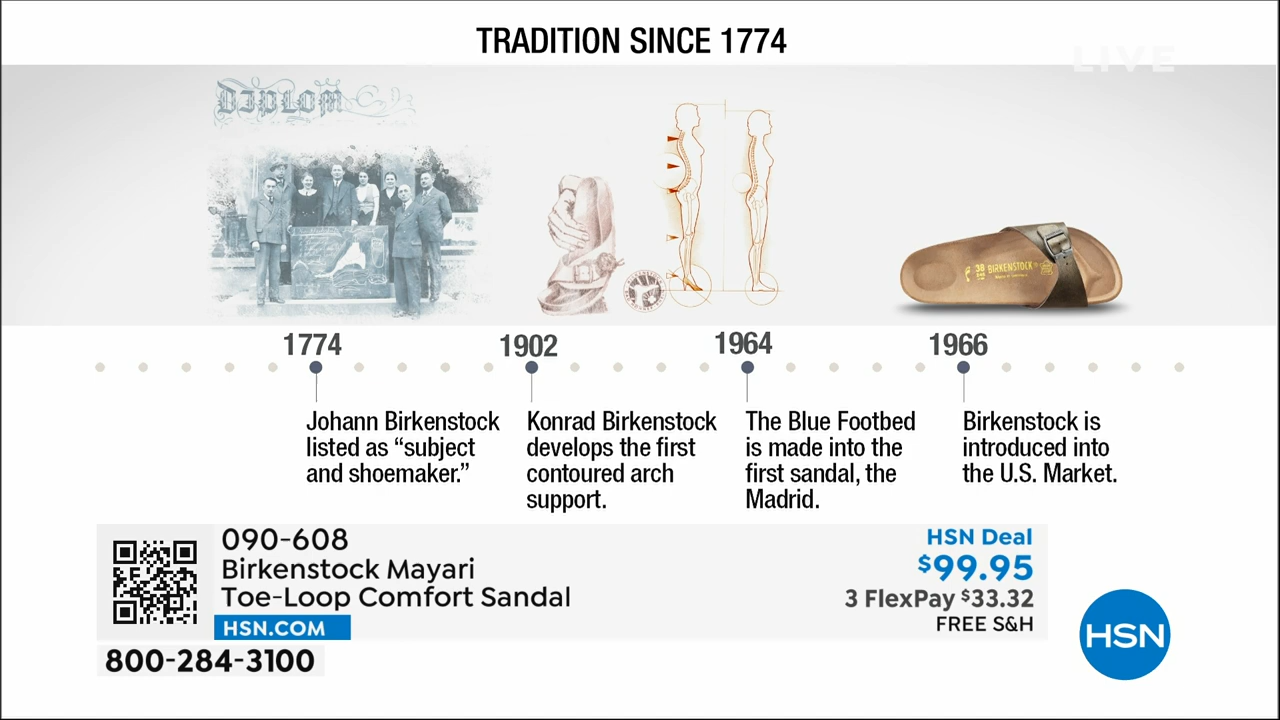 TRADITION SINCE 1774
LIVE
Diplom
38
BIRKENSTOCK
1774
1902
1964
1966
Johann Birkenstock
listed as “subject
and shoemaker.”
Konrad Birkenstock
develops the first
contoured arch
support.
The Blue Footbed
is made into the
first sandal, the
Madrid.
Birkenstock is
introduced into
the U.S. Market.
090-608
Birkenstock Mayari
Toe-Loop Comfort Sandal
HSN.COM
800-284-3100
HSN Deal
$99.95
3 FlexPay $33.32
FREE S&H
HSN